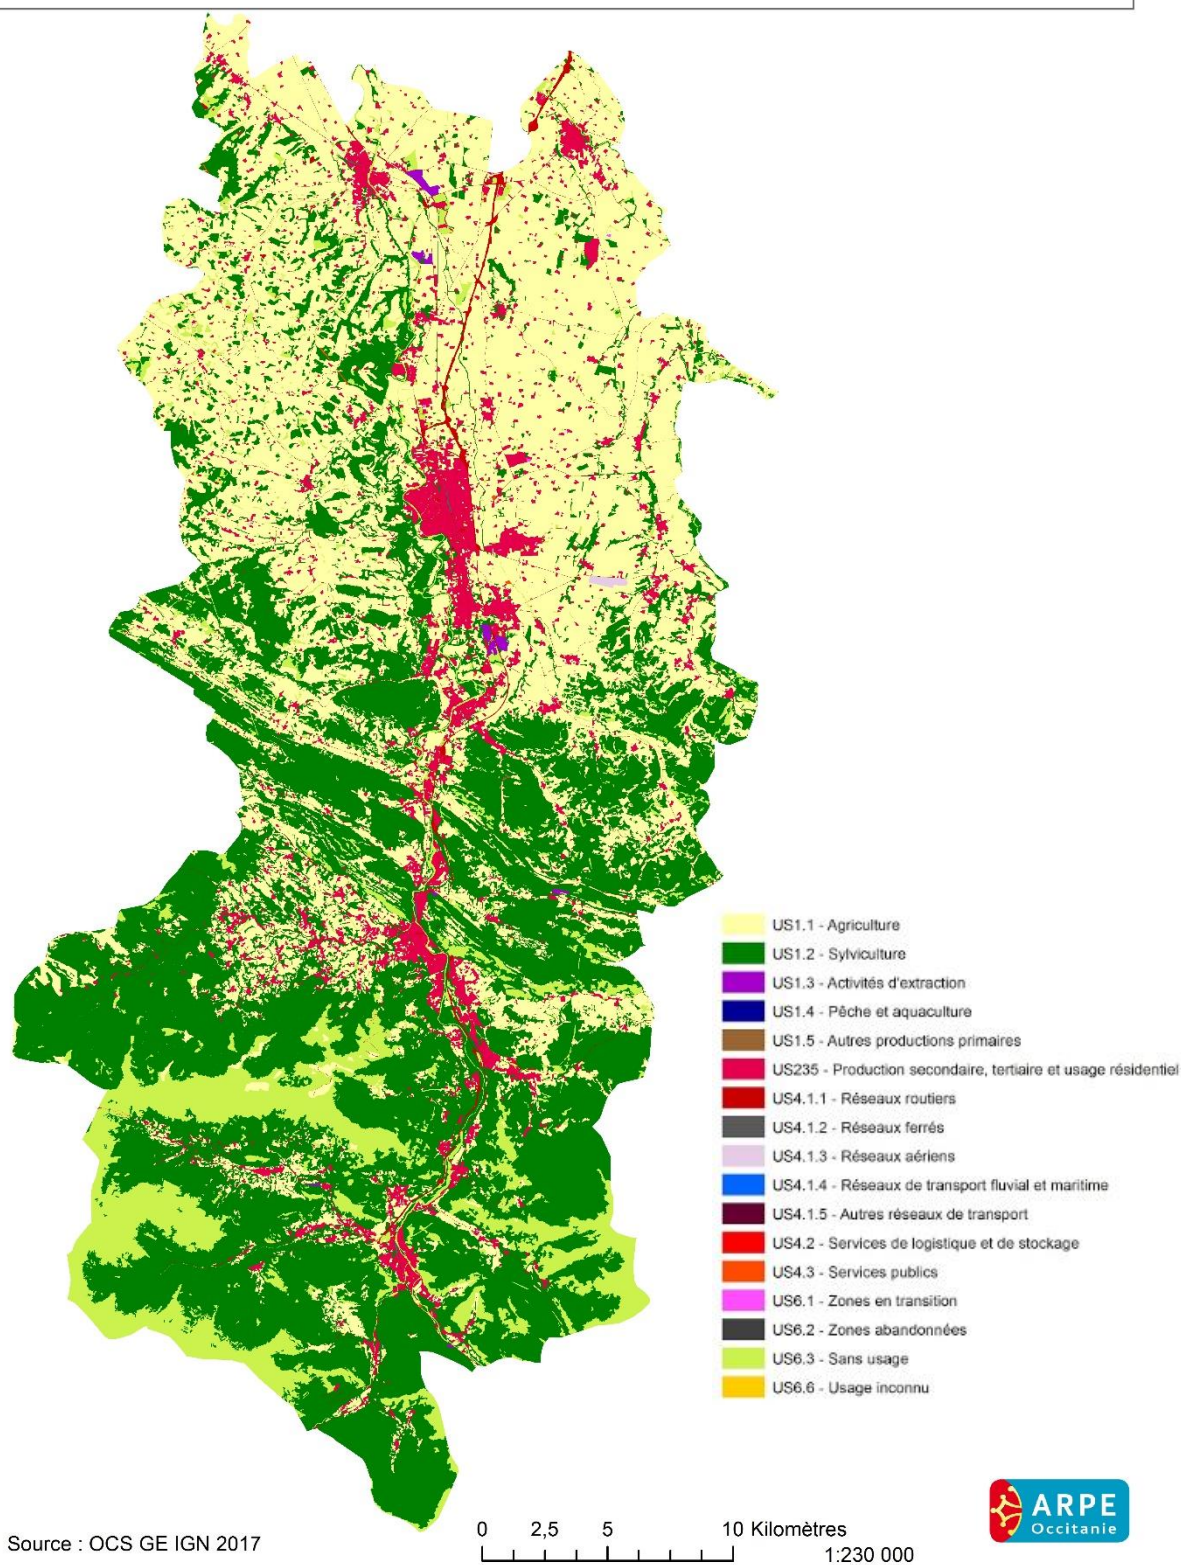 US1.1 - Agriculture
US1.2 - Sylviculture
US1.3 - Activités d'extraction
US1.4 - Pêche et aquaculture
US1.5 - Autres productions primaires
US235 - Production secondaire, tertiaire et usage résidentiel
US4.1.1 - Réseaux routiers
US4.1.2 - Réseaux ferrés
US4.1.3 - Réseaux aériens
US4.1.4 - Réseaux de transport fluvial et maritime
US4.1.5 - Autres réseaux de transport
US4.2 - Services de logistique et de stockage
US4.3 - Services publics
US6.1 - Zones en transition
US6.2 - Zones abandonnées
US6.3 - Sans usage
US6.6 - Usage inconnu
ARPE
Occitanie
0 2,5 5 10 Kilomètres
Source : OCS GE IGN 2017
1:230 000